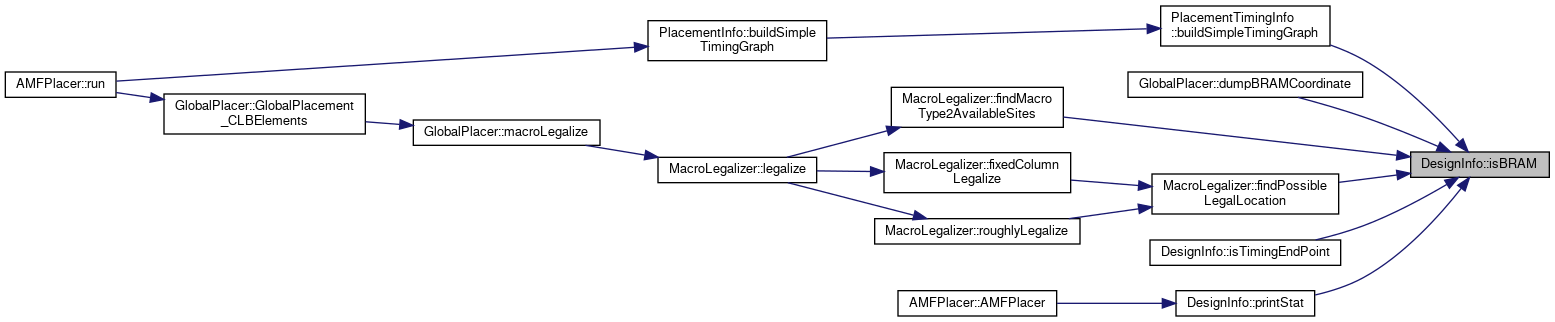 AMFPlacer::run
PlacementInfo::buildSimple
TimingGraph
GlobalPlacer::GlobalPlacement
_CLBElements
GlobalPlacer::macroLegalize
MacroLegalizer::legalize
PlacementTimingInfo
::buildSimpleTimingGraph
GlobalPlacer::dumpBRAMCoordinate
MacroLegalizer::findMacro
Type2AvailableSites
MacroLegalizer::fixedColumn
Legalize
MacroLegalizer::roughlyLegalize
MacroLegalizer::findPossible
LegalLocation
DesignInfo::isBRAM
DesignInfo::isTimingEndPoint
AMFPlacer::AMFPlacer
DesignInfo::printStat